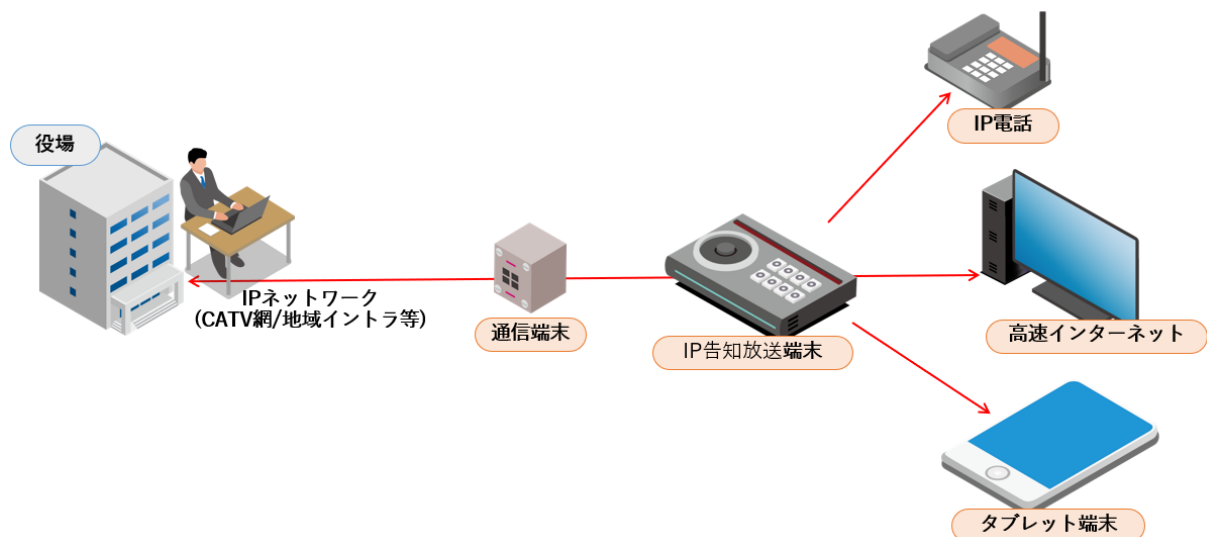 役場
IPネットワーク
(CATV網/地域イントラ等)
通信端末
IP告知放送端末
IP電話
高速インターネット
タブレット端末